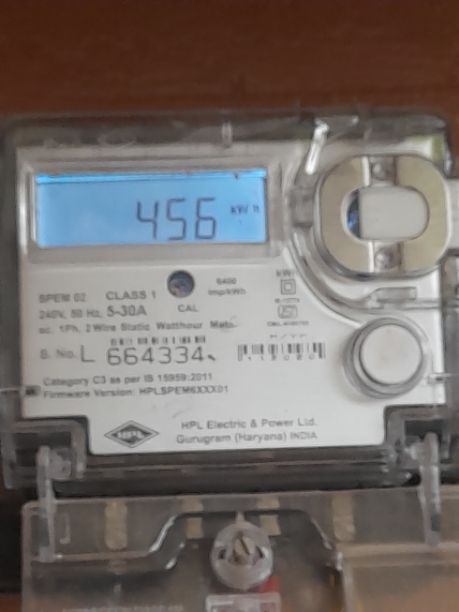 456 kWh
SPEM 02 CLASS 1
6400
imp/kWh
kWh
240V, 50 Hz, 5-30A
CAL
ac. 1Ph. 2 Wire Static Watthour Meter
S. No. L 664334
Category C3 as per IS 15959:2011
Firmware Version: HPLSPEM6XXX01
HPL
HPL Electric & Power Ltd.
Gurugram (Haryana) INDIA